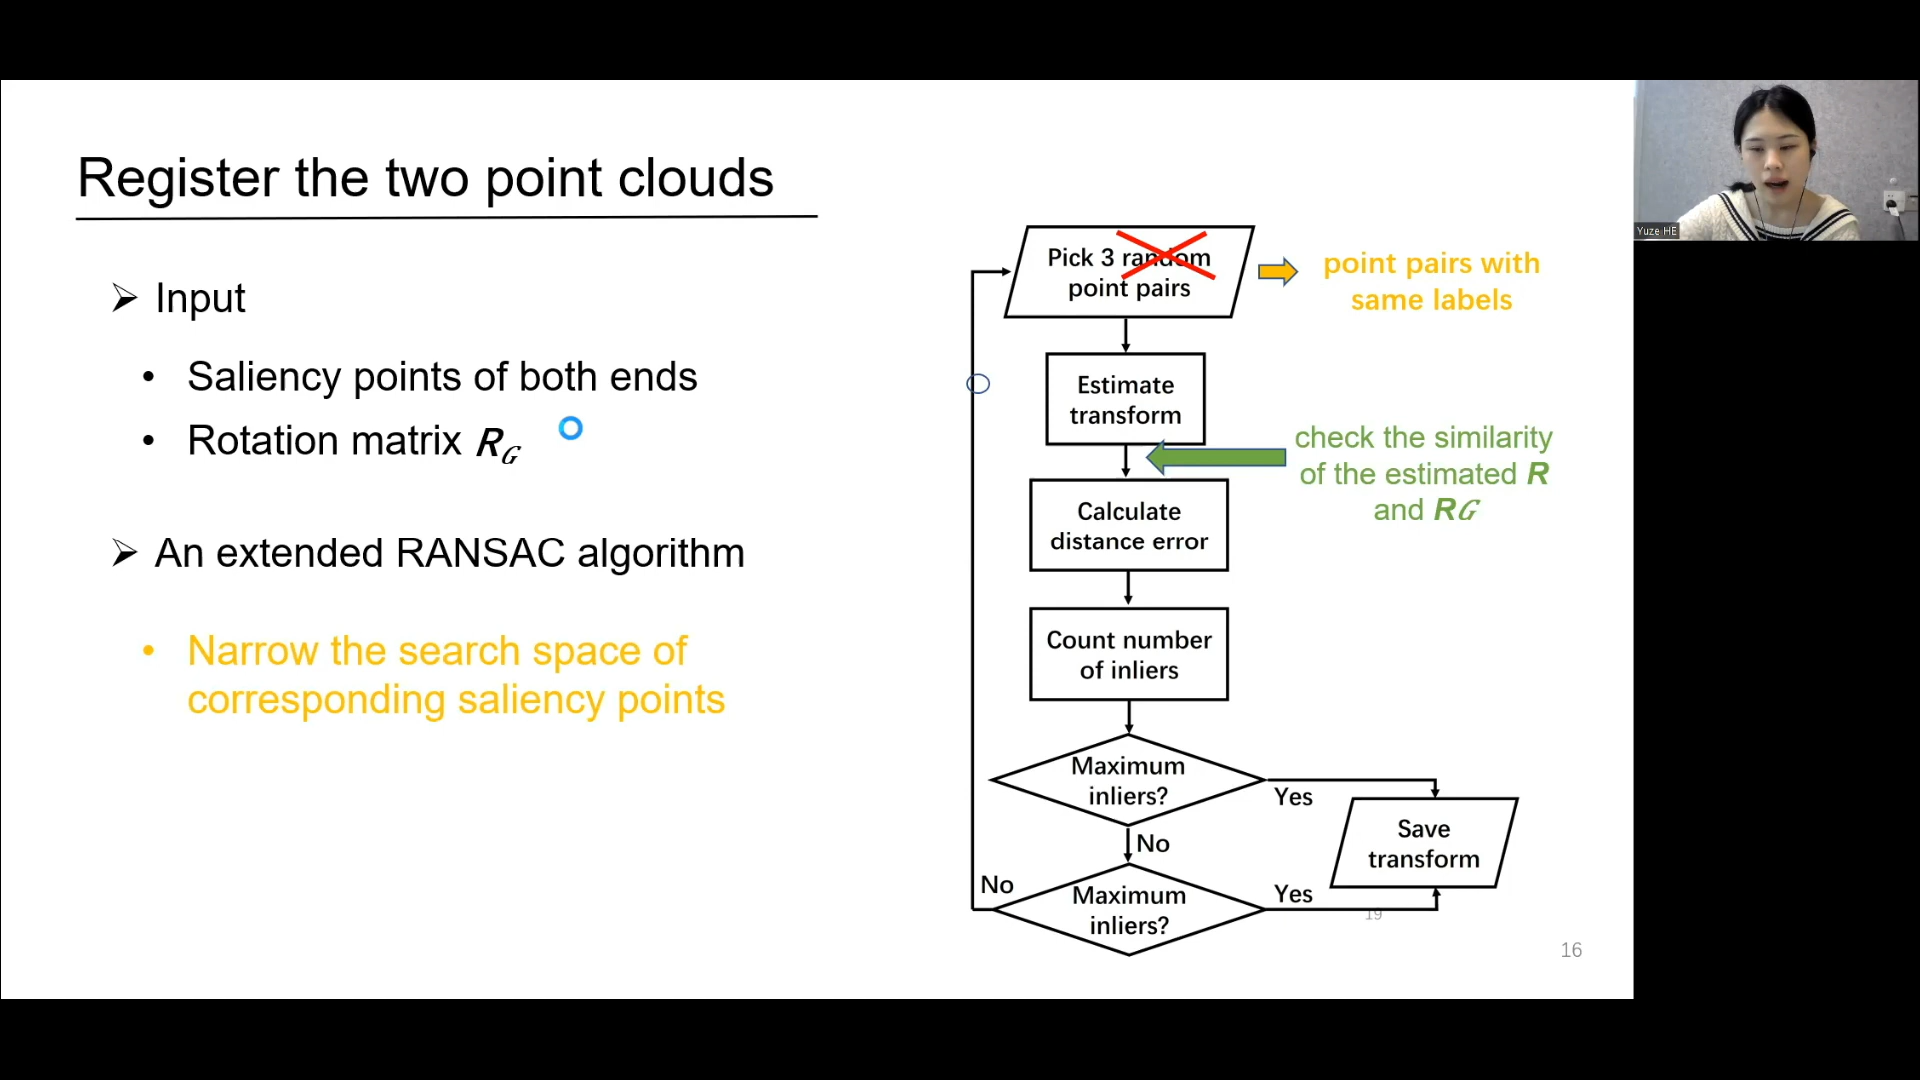 Register the two point clouds
➢ Input
• Saliency points of both ends
• Rotation matrix R_G
➢ An extended RANSAC algorithm
• Narrow the search space of
corresponding saliency points
Pick 3 random
point pairs
point pairs with
same labels
Estimate
transform
check the similarity
of the estimated R
and RG
Calculate
distance error
Count number
of inliers
Maximum
inliers?
Yes
No
Save
transform
Maximum
inliers?
No
Yes
19
16
Yuze HE